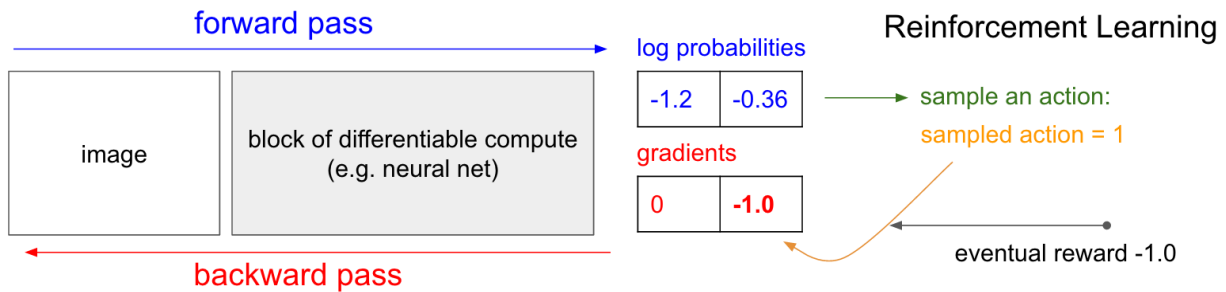 forward pass
Reinforcement Learning
log probabilities
-1.2 -0.36
sample an action:
sampled action = 1
image
block of differentiable compute
(e.g. neural net)
gradients
0 -1.0
eventual reward -1.0
backward pass